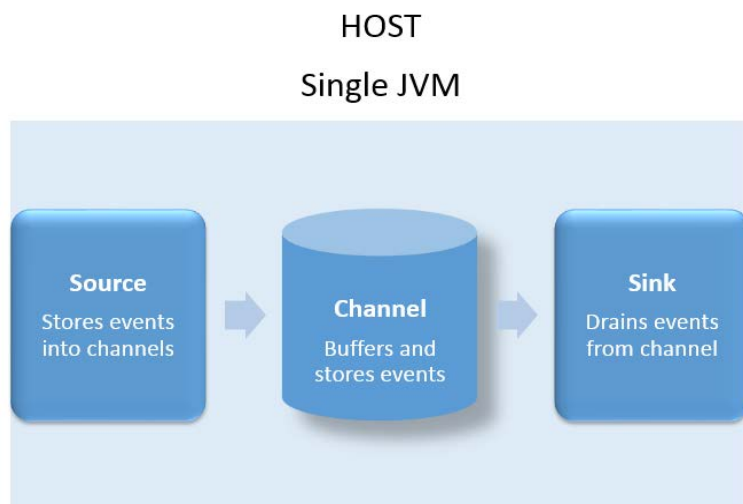 HOST
Single JVM
Source
Stores events
into channels
Channel
Buffers and
stores events
Sink
Drains events
from channel